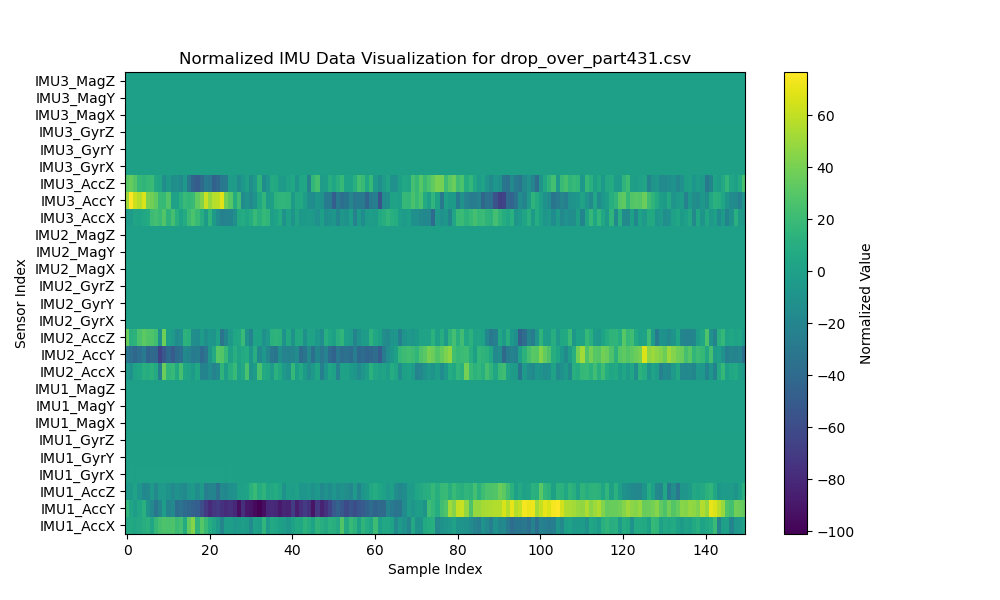 Normalized IMU Data Visualization for drop_over_part431.csv
Sensor Index
IMU3_MagZ
IMU3_MagY
IMU3_MagX
IMU3_GyrZ
IMU3_GyrY
IMU3_GyrX
IMU3_AccZ
IMU3_AccY
IMU3_AccX
IMU2_MagZ
IMU2_MagY
IMU2_MagX
IMU2_GyrZ
IMU2_GyrY
IMU2_GyrX
IMU2_AccZ
IMU2_AccY
IMU2_AccX
IMU1_MagZ
IMU1_MagY
IMU1_MagX
IMU1_GyrZ
IMU1_GyrY
IMU1_GyrX
IMU1_AccZ
IMU1_AccY
IMU1_AccX
0 20 40 60 80 100 120 140
Sample Index
60
40
20
0
−20
−40
−60
−80
−100
Normalized Value